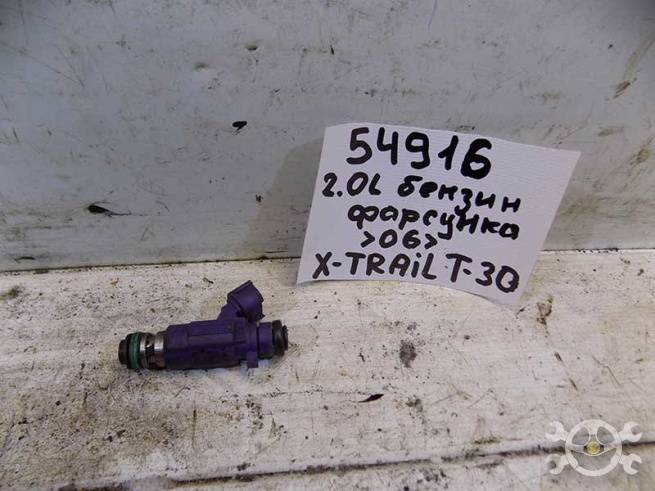 54916
2.0L бензин
фарсунка
>06>
X-TRAiL T-30